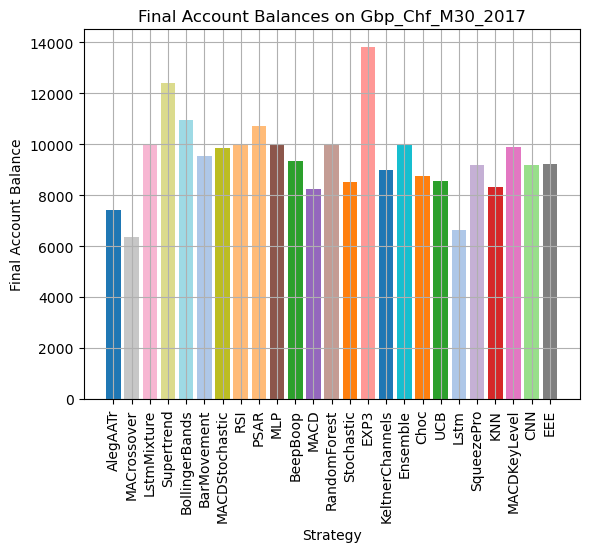 Final Account Balances on Gbp_Chf_M30_2017
Final Account Balance
14000
12000
10000
8000
6000
4000
2000
0
AlegAATr
MACrossover
LstmMixture
Supertrend
BollingerBands
BarMovement
MACDStochastic
RSI
PSAR
MLP
BeepBoop
MACD
RandomForest
Stochastic
EXP3
KeltnerChannels
Ensemble
Choc
UCB
Lstm
SqueezePro
KNN
MACDKeyLevel
CNN
EEE
Strategy